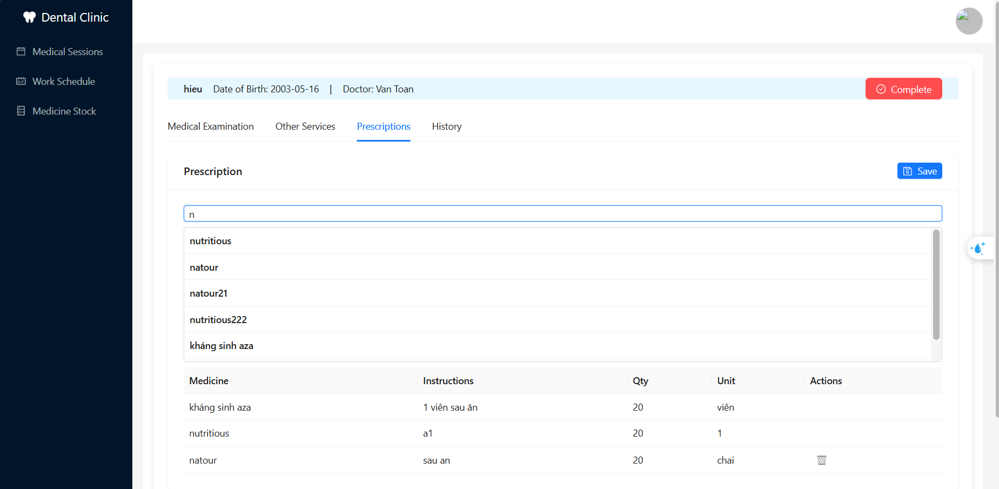 Dental Clinic
Medical Sessions
Work Schedule
Medicine Stock
hieu Date of Birth: 2003-05-16 | Doctor: Van Toan Complete
Medical Examination Other Services Prescriptions History
Prescription Save
n
nutritious
natour
natour21
nutritious222
kháng sinh aza
Medicine Instructions Qty Unit Actions
kháng sinh aza 1 viên sau ăn 20 viên
nutritious a1 20 1
natour sau an 20 chai